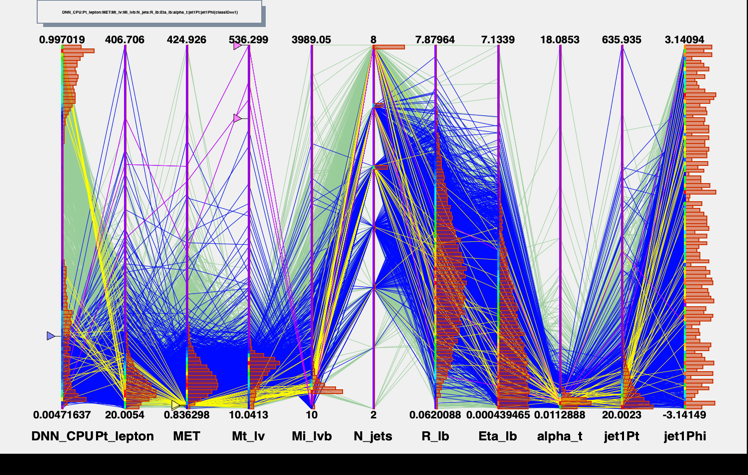 DNN_CPU:Pt_lepton:MET:Mt_lv:Mi_lvb:N_jets:R_lb:Eta_lb:alpha_t:jet1Pt:jet1Phi{classID==1}
0.997019 406.706 424.926 536.299 3989.05 8 7.87964 7.1339 18.0853 635.935 3.14094
0.00471637 20.0054 0.836298 10.0413 10 2 0.0620088 0.000439465 0.0112888 20.0023 -3.14149
DNN_CPU Pt_lepton MET Mt_lv Mi_lvb N_jets R_lb Eta_lb alpha_t jet1Pt jet1Phi